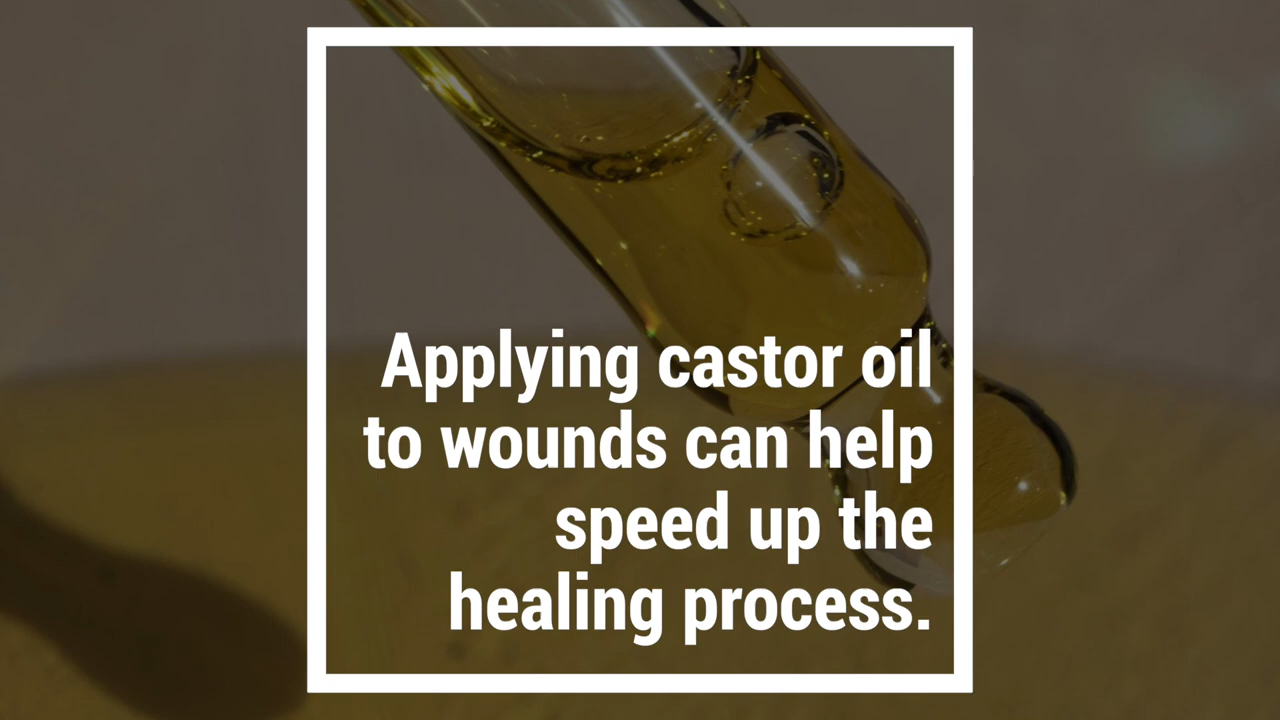 Applying castor oil
to wounds can help
speed up the
healing process.